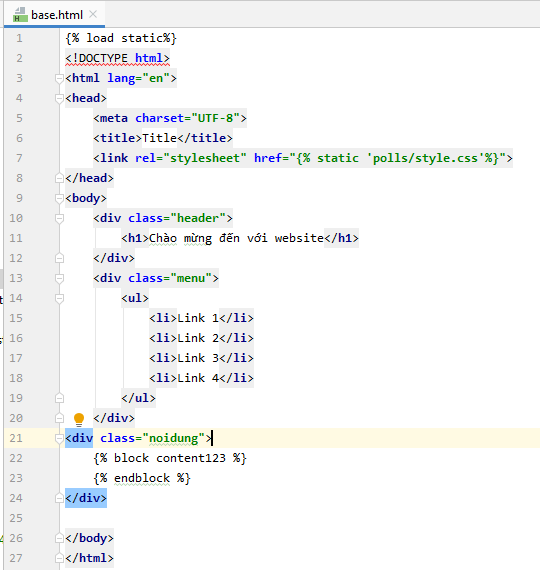 base.html
1 {% load static%}
2 <!DOCTYPE html>
3 <html lang="en">
4 <head>
5 <meta charset="UTF-8">
6 <title>Title</title>
7 <link rel="stylesheet" href="{% static 'polls/style.css'%}">
8 </head>
9 <body>
10 <div class="header">
11 <h1>Chào mừng đến với website</h1>
12 </div>
13 <div class="menu">
14 <ul>
15 <li>Link 1</li>
16 <li>Link 2</li>
17 <li>Link 3</li>
18 <li>Link 4</li>
19 </ul>
20 </div>
21 <div class="noidung">
22 {% block content123 %}
23 {% endblock %}
24 </div>
25
26 </body>
27 </html>